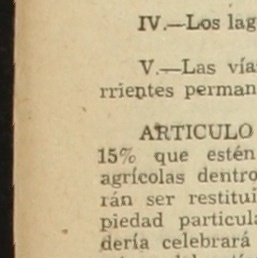 IV.—Los lag
V.—Las vía
rrientes perman
ARTICULO
15% que estén
agrícolas dentro
rán ser restitui
piedad particula
dería celebrará